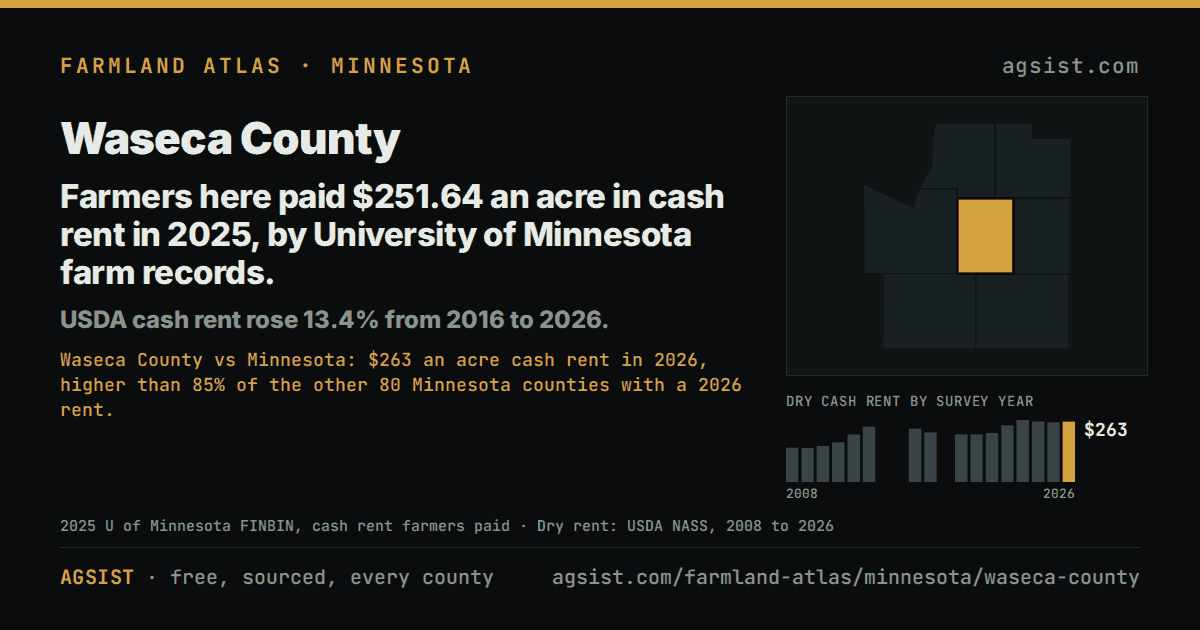 FARMLAND ATLAS · MINNESOTA
agsist.com
Waseca County
Farmers here paid $251.64 an acre in cash
rent in 2025, by University of Minnesota
farm records.
USDA cash rent rose 13.4% from 2016 to 2026.
Waseca County vs Minnesota: $263 an acre cash rent in 2026,
higher than 85% of the other 80 Minnesota counties with a 2026
rent.
DRY CASH RENT BY SURVEY YEAR
$263
2008
2026
2025 U of Minnesota FINBIN, cash rent farmers paid · Dry rent: USDA NASS, 2008 to 2026
AGSIST · free, sourced, every county
agsist.com/farmland-atlas/minnesota/waseca-county